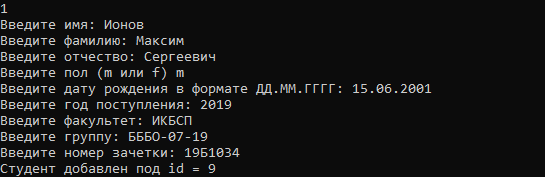 1
Введите имя: Ионов
Введите фамилию: Максим
Введите отчество: Сергеевич
Введите пол (m или f) m
Введите дату рождения в формате ДД.ММ.ГГГГ: 15.06.2001
Введите год поступления: 2019
Введите факультет: ИКБСП
Введите группу: БББО-07-19
Введите номер зачетки: 19Б1034
Студент добавлен под id = 9